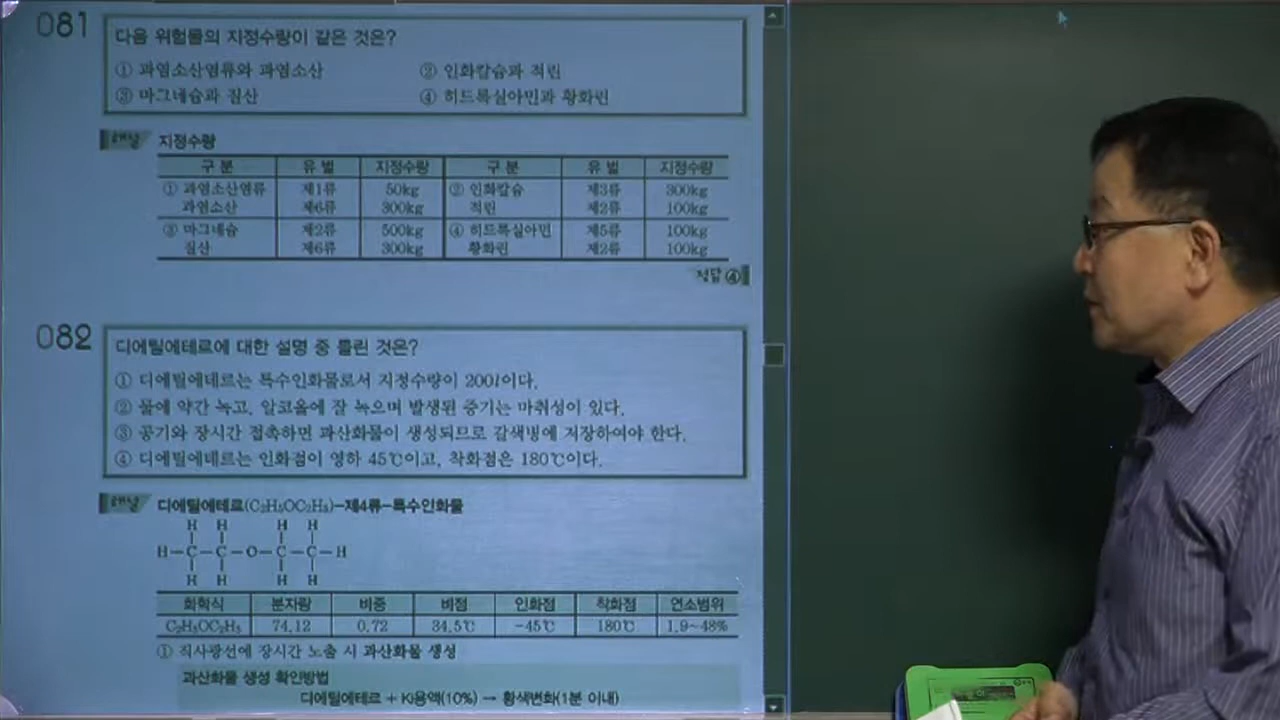 081
다음 위험물의 지정수량이 같은 것은?
① 과염소산염류와 과염소산 ② 인화칼슘과 적린
③ 마그네슘과 질산 ④ 히드록실아민과 황화린
해설 지정수량
구 분 유 별 지정수량 구 분 유 별 지정수량
① 과염소산염류 제1류 50kg ② 인화칼슘 제3류 300kg
과염소산 제6류 300kg 적린 제2류 100kg
③ 마그네슘 제2류 500kg ④ 히드록실아민 제5류 100kg
질산 제6류 300kg 황화린 제2류 100kg
정답 ④
082
디에틸에테르에 대한 설명 중 틀린 것은?
① 디에틸에테르는 특수인화물로서 지정수량이 200l이다.
② 물에 약간 녹고, 알코올에 잘 녹으며 발생된 증기는 마취성이 있다.
③ 공기와 장시간 접촉하면 과산화물이 생성되므로 갈색병에 저장하여야 한다.
④ 디에틸에테르는 인화점이 영하 45℃이고, 착화점은 180℃이다.
해설 디에틸에테르(C₂H₅OC₂H₅)-제4류-특수인화물
H H H H
H-C-C-O-C-C-H
H H H H
화학식 분자량 비중 비점 인화점 착화점 연소범위
C₂H₅OC₂H₅ 74.12 0.72 34.5℃ -45℃ 180℃ 1.9~48%
① 직사광선에 장시간 노출 시 과산화물 생성
과산화물 생성 확인방법
디에틸에테르 + KI용액(10%) → 황색변화(1분 이내)